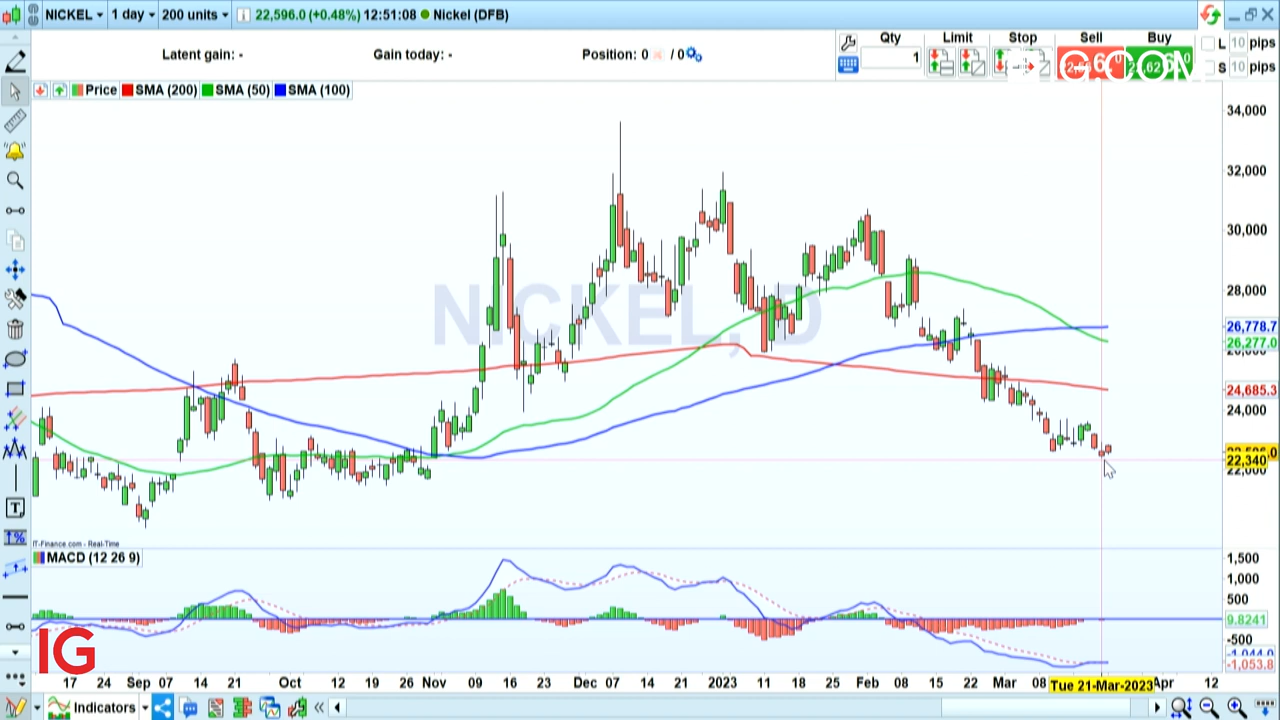 NICKEL 1 day 200 units 22,596.0 (+0.48%) 12:51:08 Nickel (DFB)
Latent gain: -
Gain today: -
Position: 0 / 0
Qty
Limit
Stop
Sell
Buy
1
L 10 pips
S 10 pips
Price SMA (200) SMA (50) SMA (100)
NICKEL, D
34,000
32,000
30,000
28,000
26,778.7
26,277.0
26,000
24,685.3
24,000
22,340
22,000
IT-Finance.com - Real-Time
MACD (12 26 9)
1,500
1,000
500
9.8241
-500
-1,044.0
-1,053.8
IG
17 24 Sep 07 14 21 Oct 12 19 26 Nov 09 16 23 Dec 07 14 21 2023 11 18 25 Feb 08 15 22 Mar 08 Tue 21-Mar-2023 Apr 12
Indicators